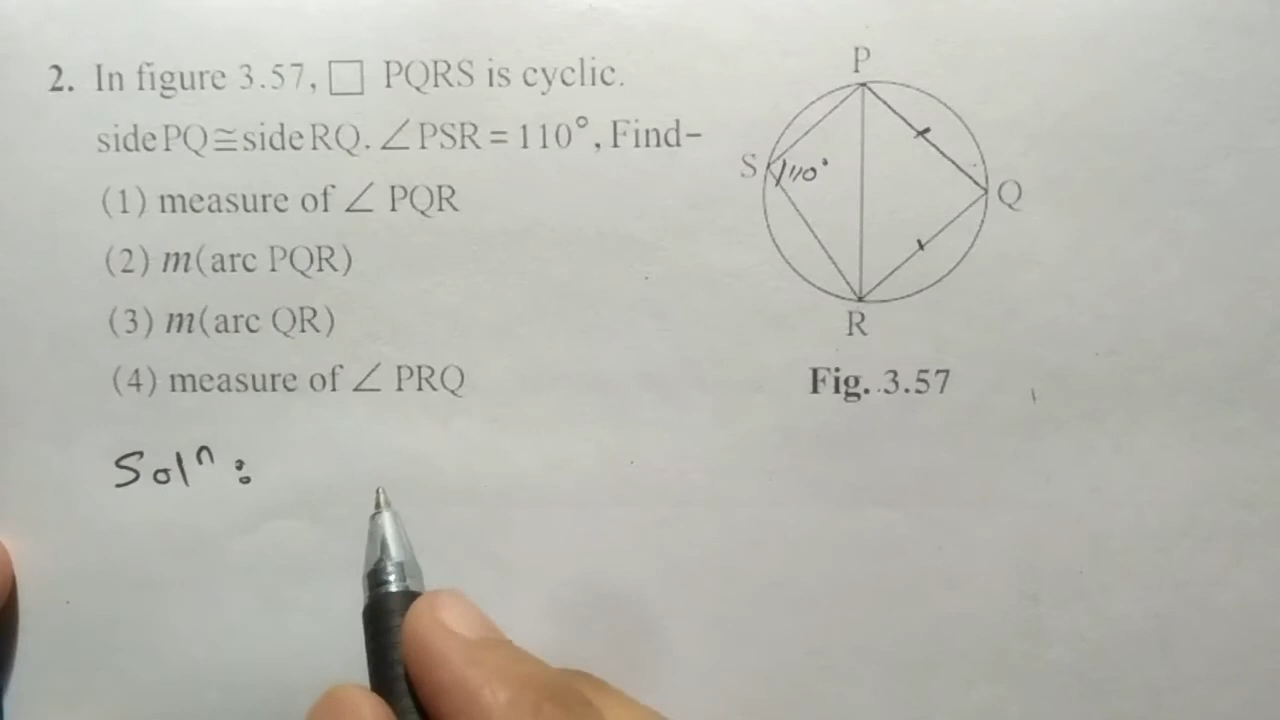 2. In figure 3.57, □ PQRS is cyclic.
side PQ ≅ side RQ. ∠PSR = 110°, Find-
(1) measure of ∠ PQR
(2) m(arc PQR)
(3) m(arc QR)
(4) measure of ∠ PRQ
P
S
110°
Q
R
Fig. 3.57
Solⁿ :